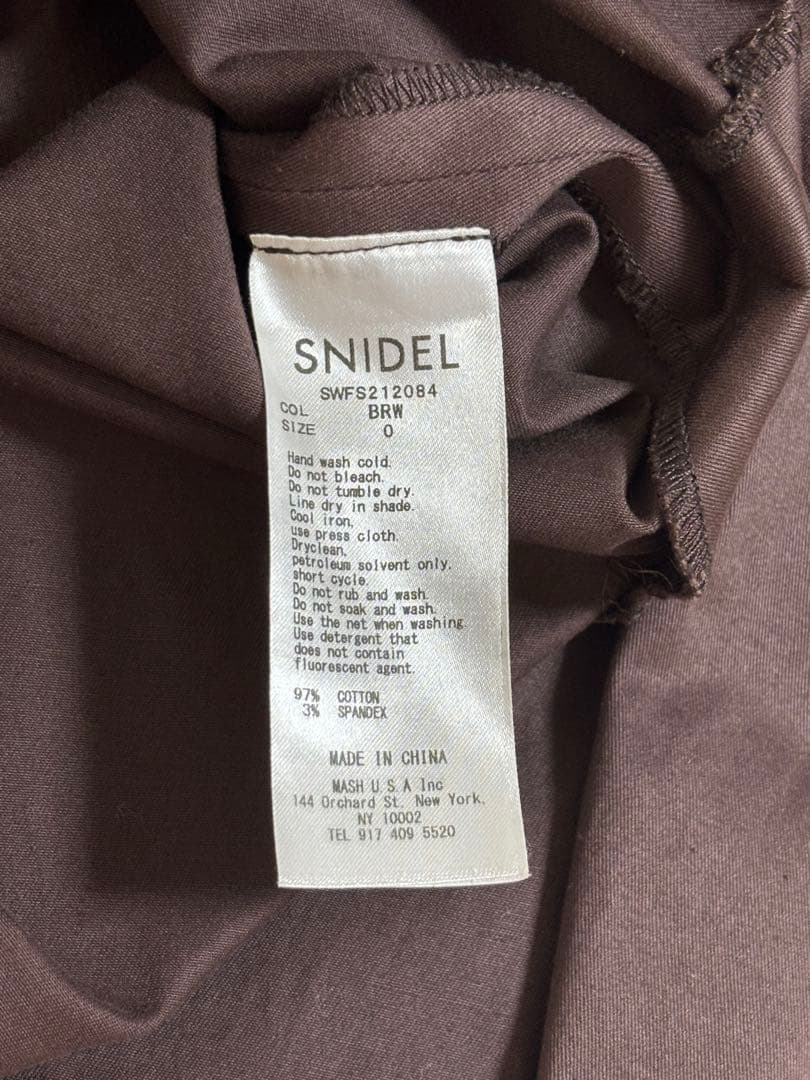 SNIDEL
SWFS212084
COL BRW
SIZE 0
Hand wash cold.
Do not bleach.
Do not tumble dry.
Line dry in shade.
Cool iron,
use press cloth.
Dryclean,
petroleum solvent only.
short cycle.
Do not rub and wash.
Do not soak and wash.
Use the net when washing.
Use detergent that
does not contain
fluorescent agent.
97% COTTON
3% SPANDEX
MADE IN CHINA
MASH U.S.A Inc
144 Orchard St. New York.
NY 10002
TEL 917 409 5520